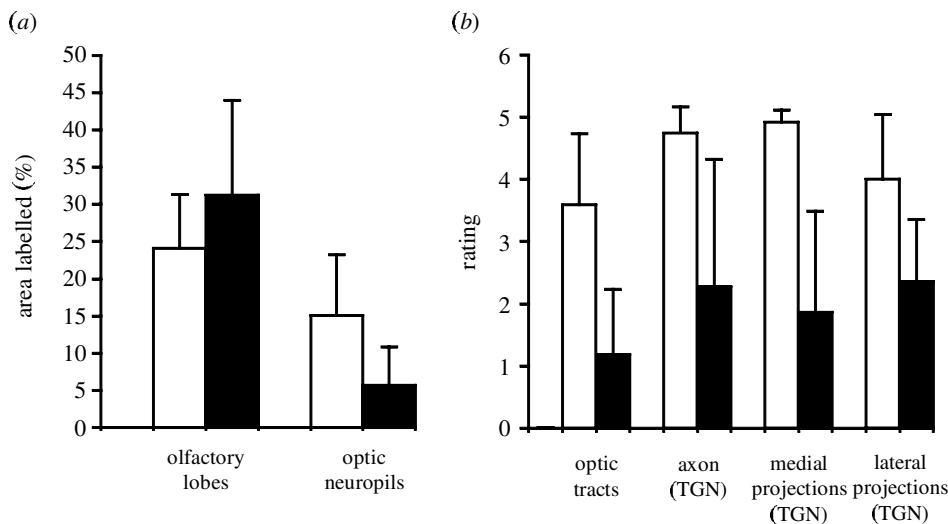 (a)
50
45
40
35
30
25
20
15
10
5
0
area labelled (%)
olfactory
lobes
optic
neuropils
(b)
6
5
4
3
2
1
0
rating
optic
tracts
axon
(TGN)
medial
projections
(TGN)
lateral
projections
(TGN)